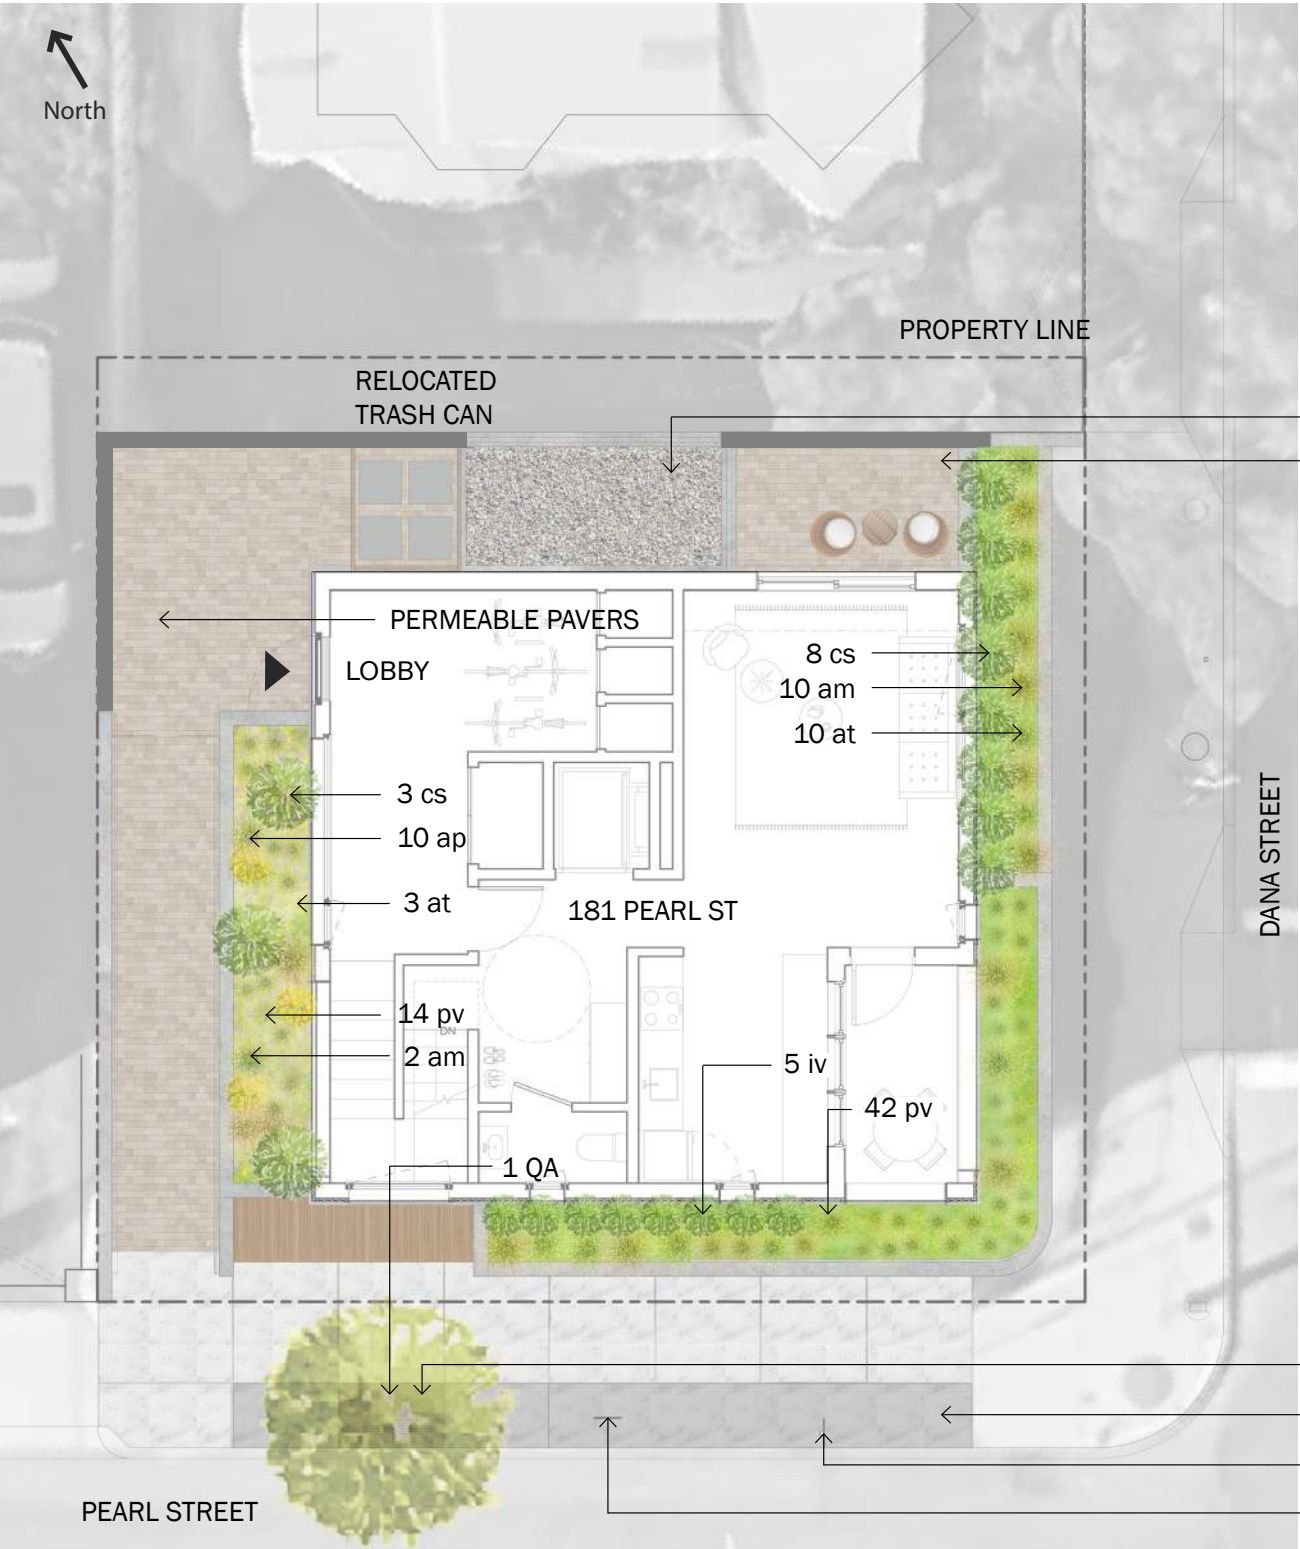 North
PROPERTY LINE
RELOCATED
TRASH CAN
PERMEABLE PAVERS
LOBBY
8 cs
10 am
10 at
3 cs
10 ap
3 at
181 PEARL ST
DANA STREET
14 pv
DN
2 am
5 iv
42 pv
1 QA
PEARL STREET